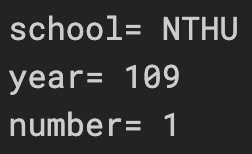 school= NTHU
year= 109
number= 1